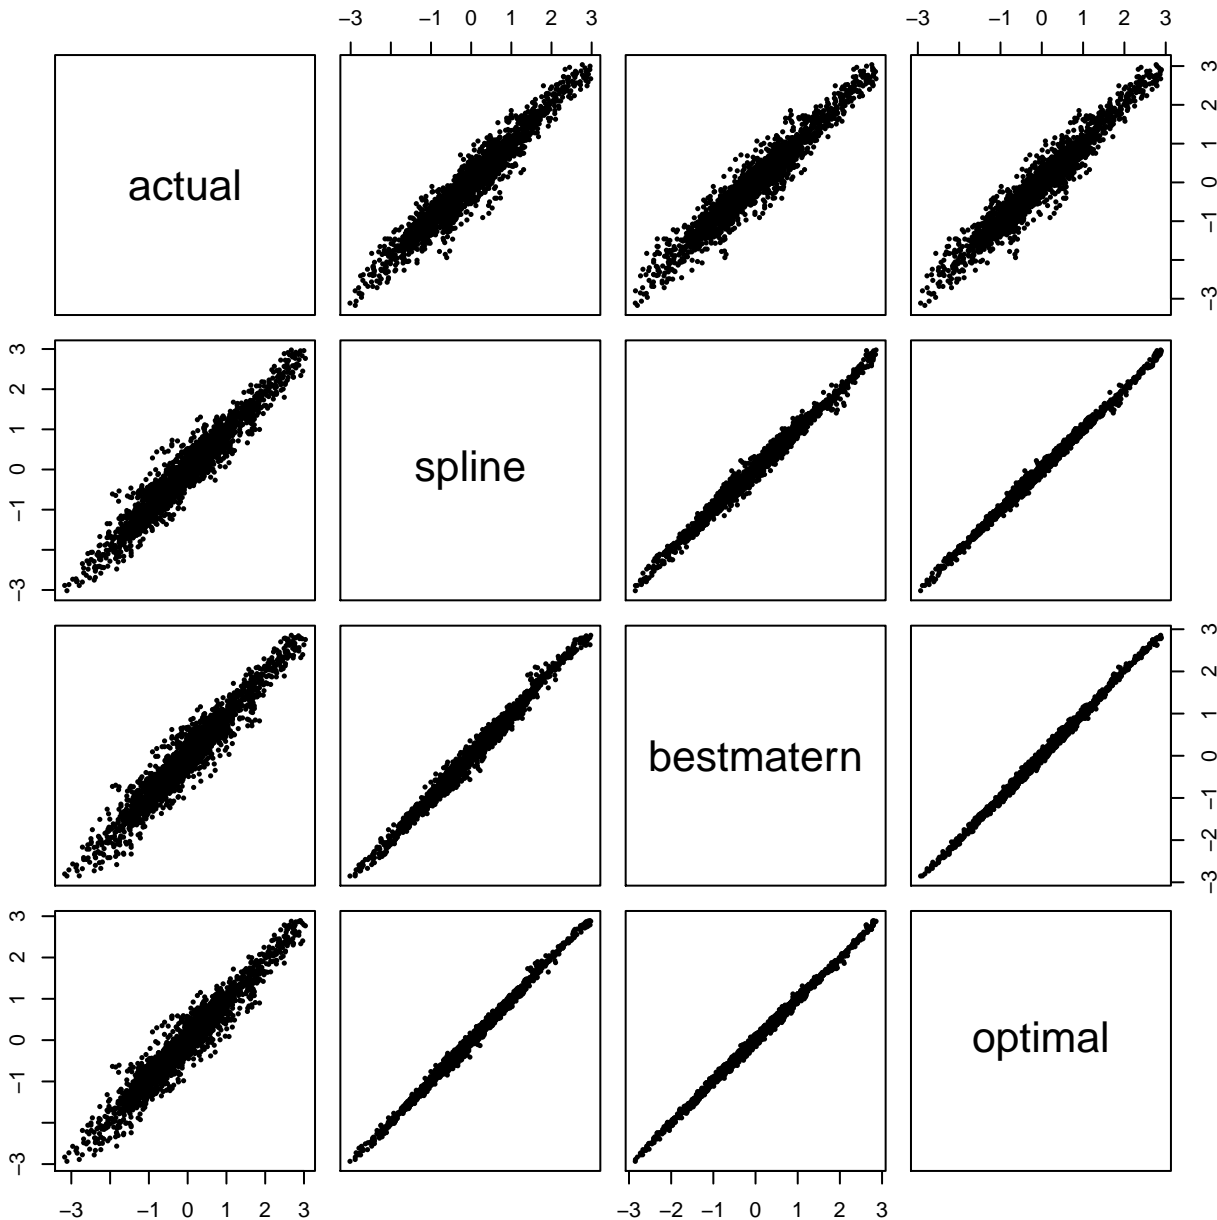 −3 −1 0 1 2 3 −3 −1 0 1 2 3
actual
−3 −1 0 1 2 3
−3 −1 0 1 2 3
spline
bestmatern
−3 −2 −1 0 1 2 3
−3 −1 0 1 2 3
optimal
−3 −1 0 1 2 3 −3 −2 −1 0 1 2 3